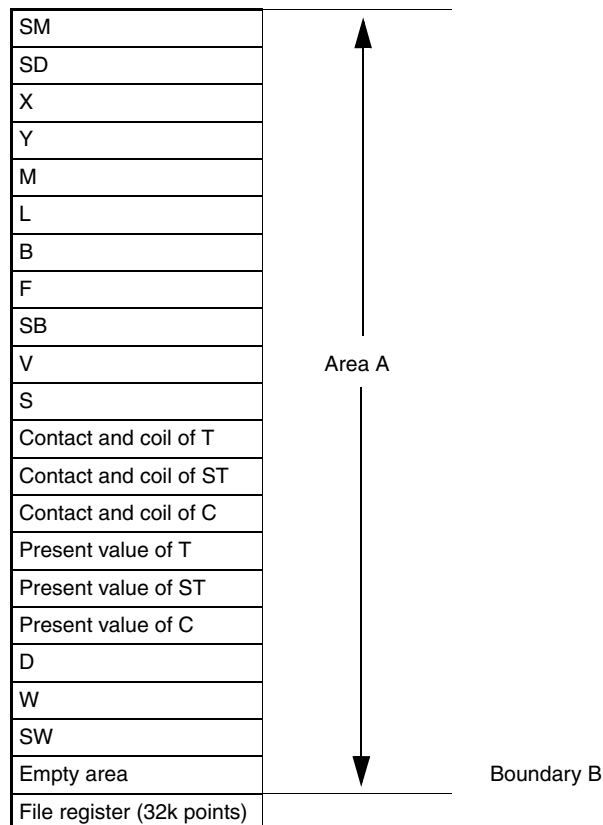 SM
SD
X
Y
M
L
B
F
SB
V
Area A
S
Contact and coil of T
Contact and coil of ST
Contact and coil of C
Present value of T
Present value of ST
Present value of C
D
W
SW
Empty area
Boundary B
File register (32k points)